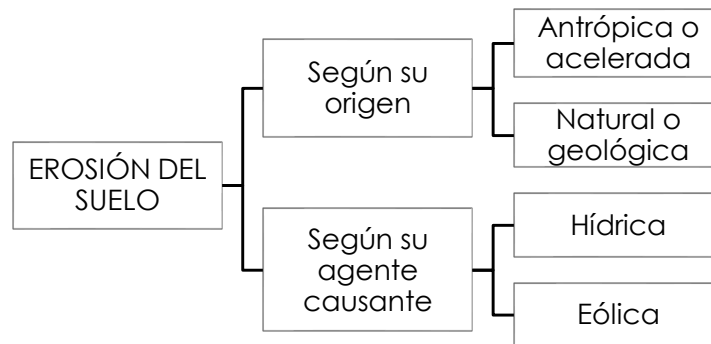 EROSIÓN DEL
SUELO
Según su
origen
Antrópica o
acelerada
Natural o
geológica
Según su
agente
causante
Hídrica
Eólica